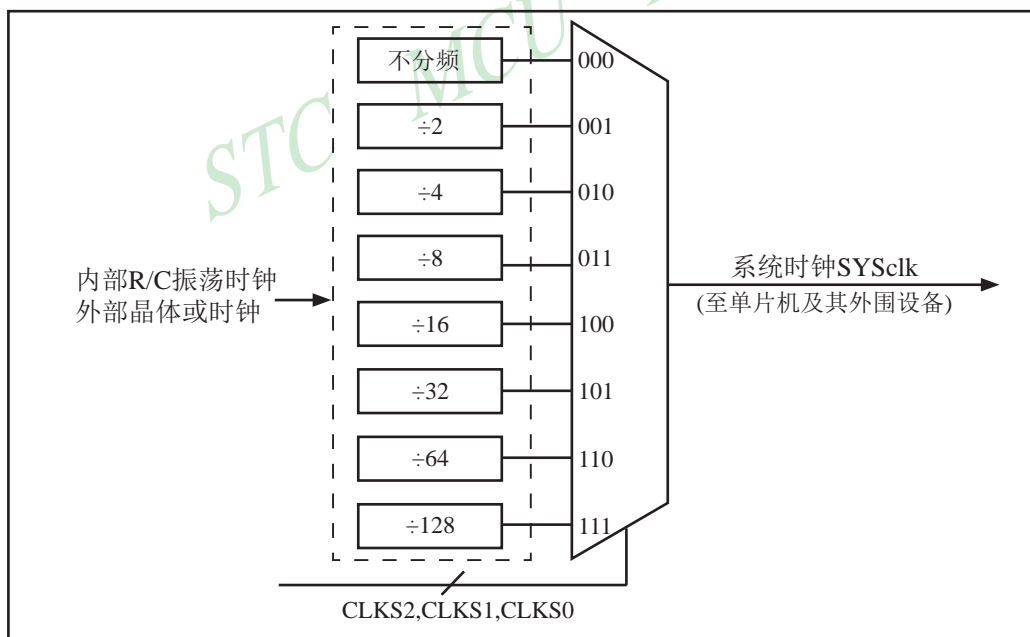 STC MCU
不分频
000
÷2
001
÷4
010
÷8
011
÷16
100
÷32
101
÷64
110
÷128
111
内部R/C振荡时钟
外部晶体或时钟
系统时钟SYSclk
(至单片机及其外围设备)
CLKS2,CLKS1,CLKS0